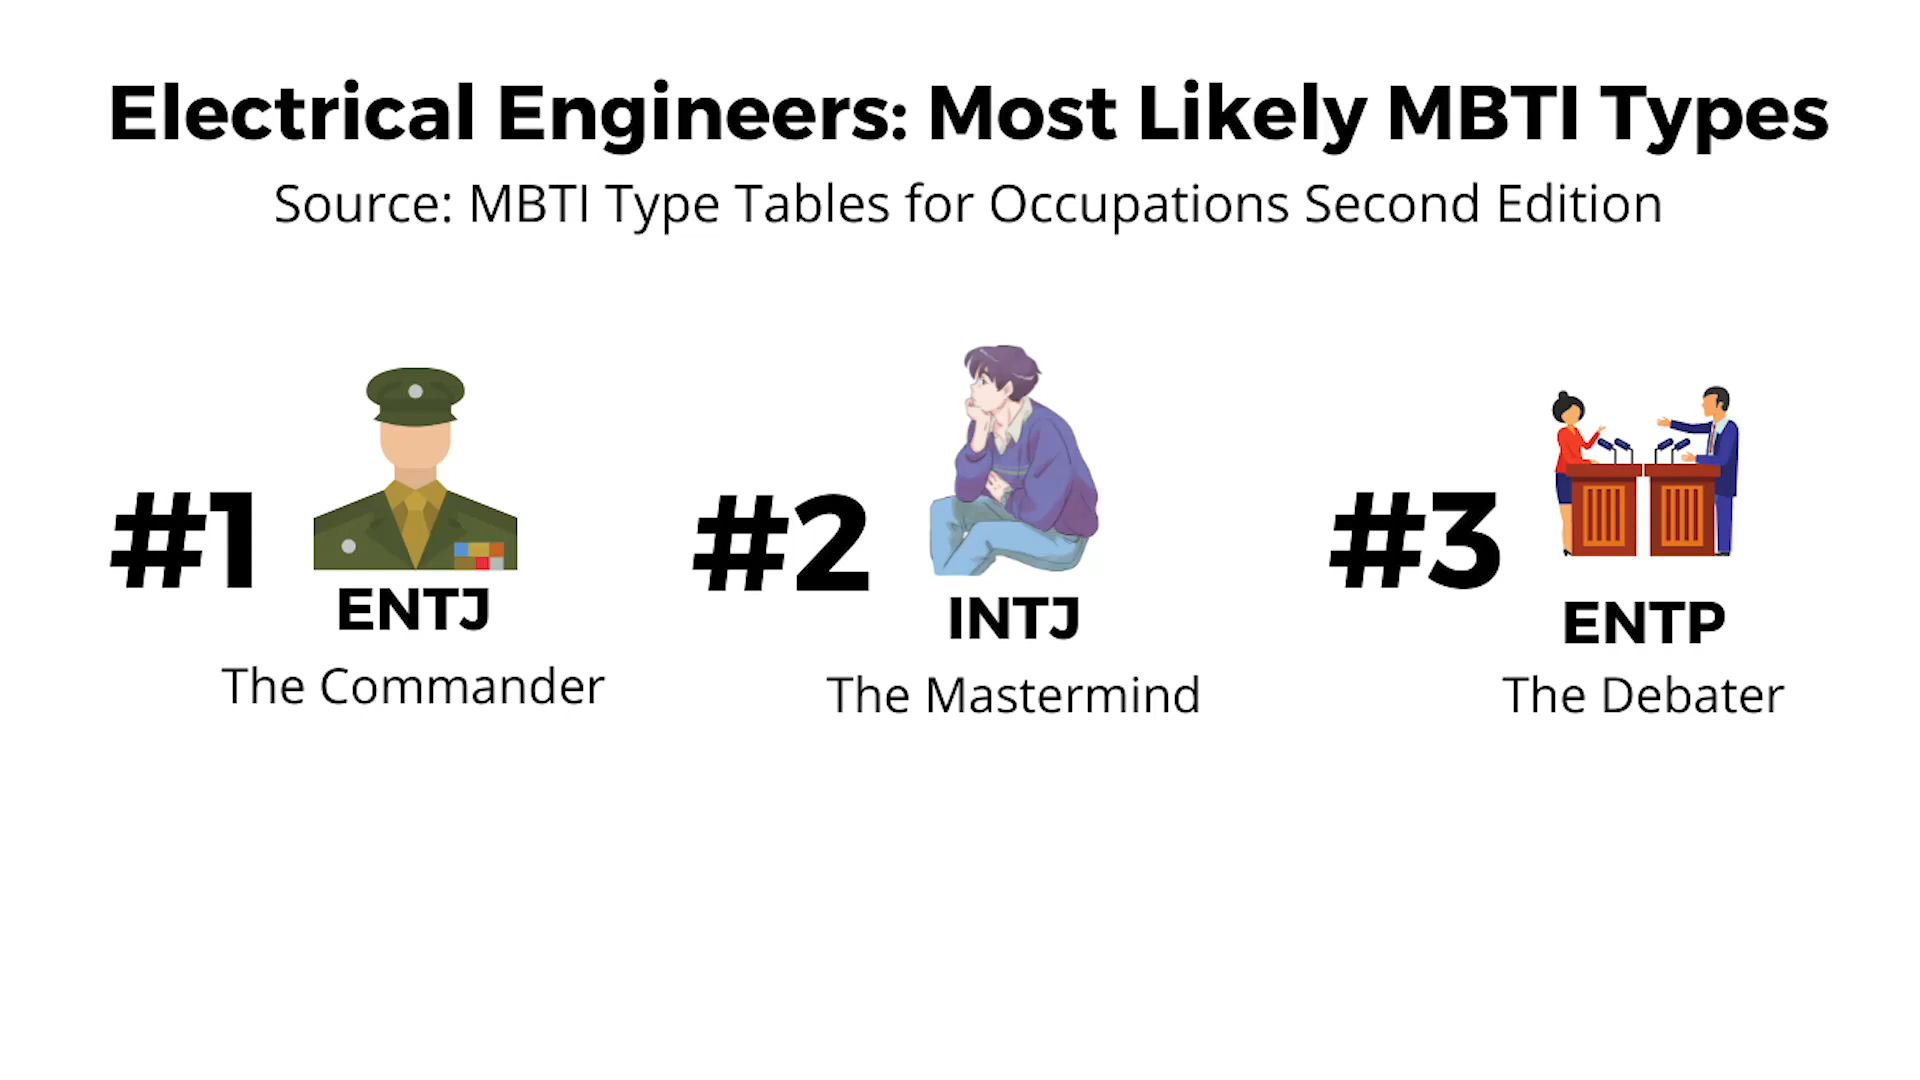 Electrical Engineers: Most Likely MBTI Types
Source: MBTI Type Tables for Occupations Second Edition
#1
ENTJ
The Commander
#2
INTJ
The Mastermind
#3
ENTP
The Debater